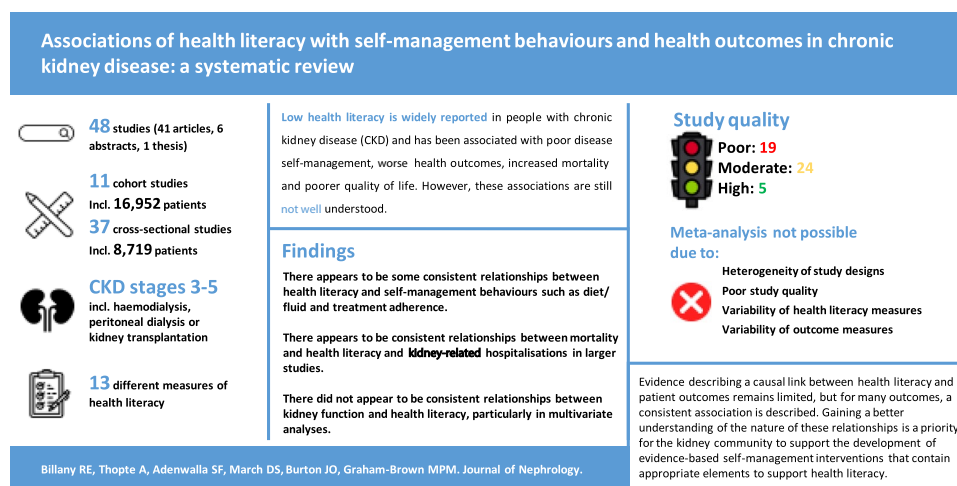 Associations of health literacy with self-management behaviours and health outcomes in chronic
kidney disease: a systematic review
48 studies (41 articles, 6
abstracts, 1 thesis)
11 cohort studies
Incl. 16,952 patients
37 cross-sectional studies
Incl. 8,719 patients
CKD stages 3-5
incl. haemodialysis,
peritoneal dialysis or
kidney transplantation
13 different measures of
health literacy
Low health literacy is widely reported in people with chronic
kidney disease (CKD) and has been associated with poor disease
self-management, worse health outcomes, increased mortality
and poorer quality of life. However, these associations are still
not well understood.
Findings
There appears to be some consistent relationships between
health literacy and self-management behaviours such as diet/
fluid and treatment adherence.
There appears to be consistent relationships between mortality
and health literacy and kidney-related hospitalisations in larger
studies.
There did not appear to be consistent relationships between
kidney function and health literacy, particularly in multivariate
analyses.
Study quality
Poor: 19
Moderate: 24
High: 5
Meta-analysis not possible
due to:
Heterogeneity of study designs
Poor study quality
Variability of health literacy measures
Variability of outcome measures
Evidence describing a causal link between health literacy and
patient outcomes remains limited, but for many outcomes, a
consistent association is described. Gaining a better
understanding of the nature of these relationships is a priority
for the kidney community to support the development of
evidence-based self-management interventions that contain
appropriate elements to support health literacy.
Billany RE, Thopte A, Adenwalla SF, March DS, Burton JO, Graham-Brown MPM. Journal of Nephrology.